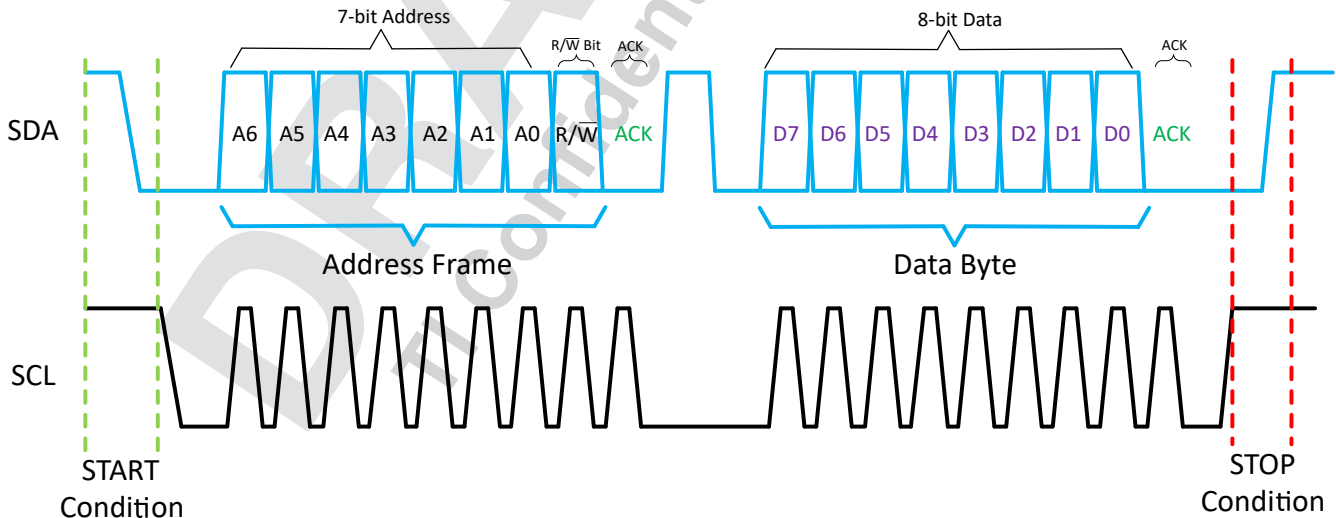 7-bit Address
R/W̅ Bit
ACK
8-bit Data
ACK
SDA
A6 A5 A4 A3 A2 A1 A0 R/W̅ ACK
D7 D6 D5 D4 D3 D2 D1 D0 ACK
Address Frame
Data Byte
SCL
START
Condition
STOP
Condition